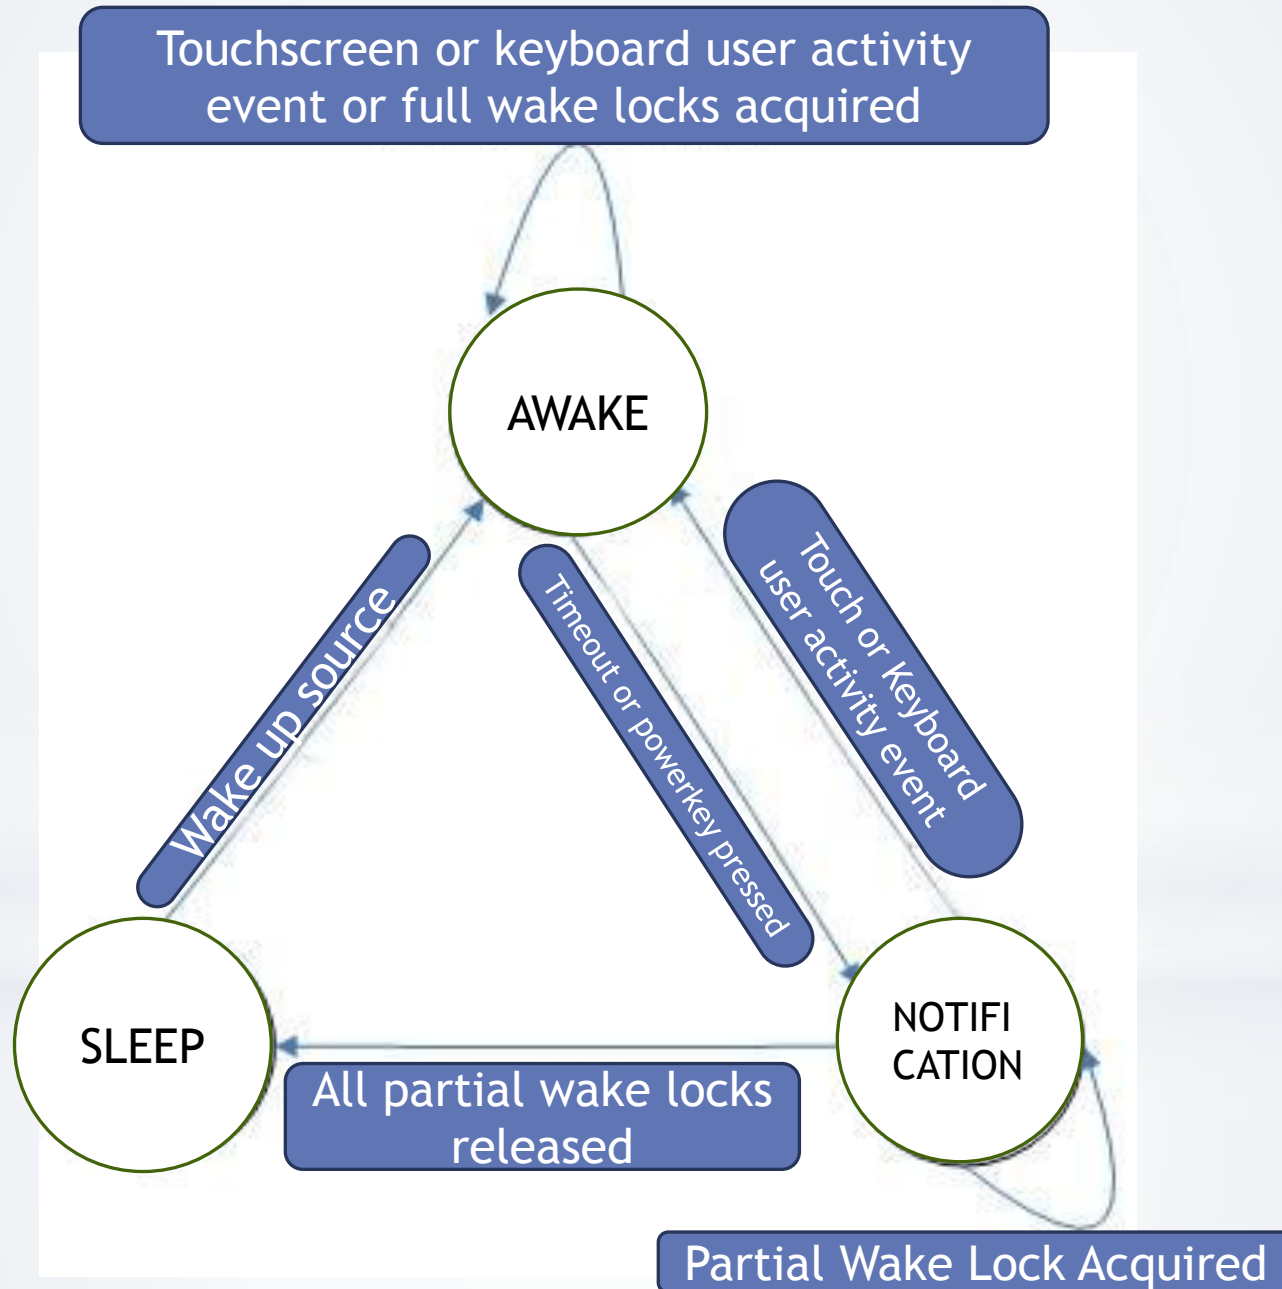 Touchscreen or keyboard user activity
event or full wake locks acquired
AWAKE
Wake up source
Timeout or powerkey pressed
Touch or Keyboard
user activity event
SLEEP
NOTIFI
CATION
All partial wake locks
released
Partial Wake Lock Acquired